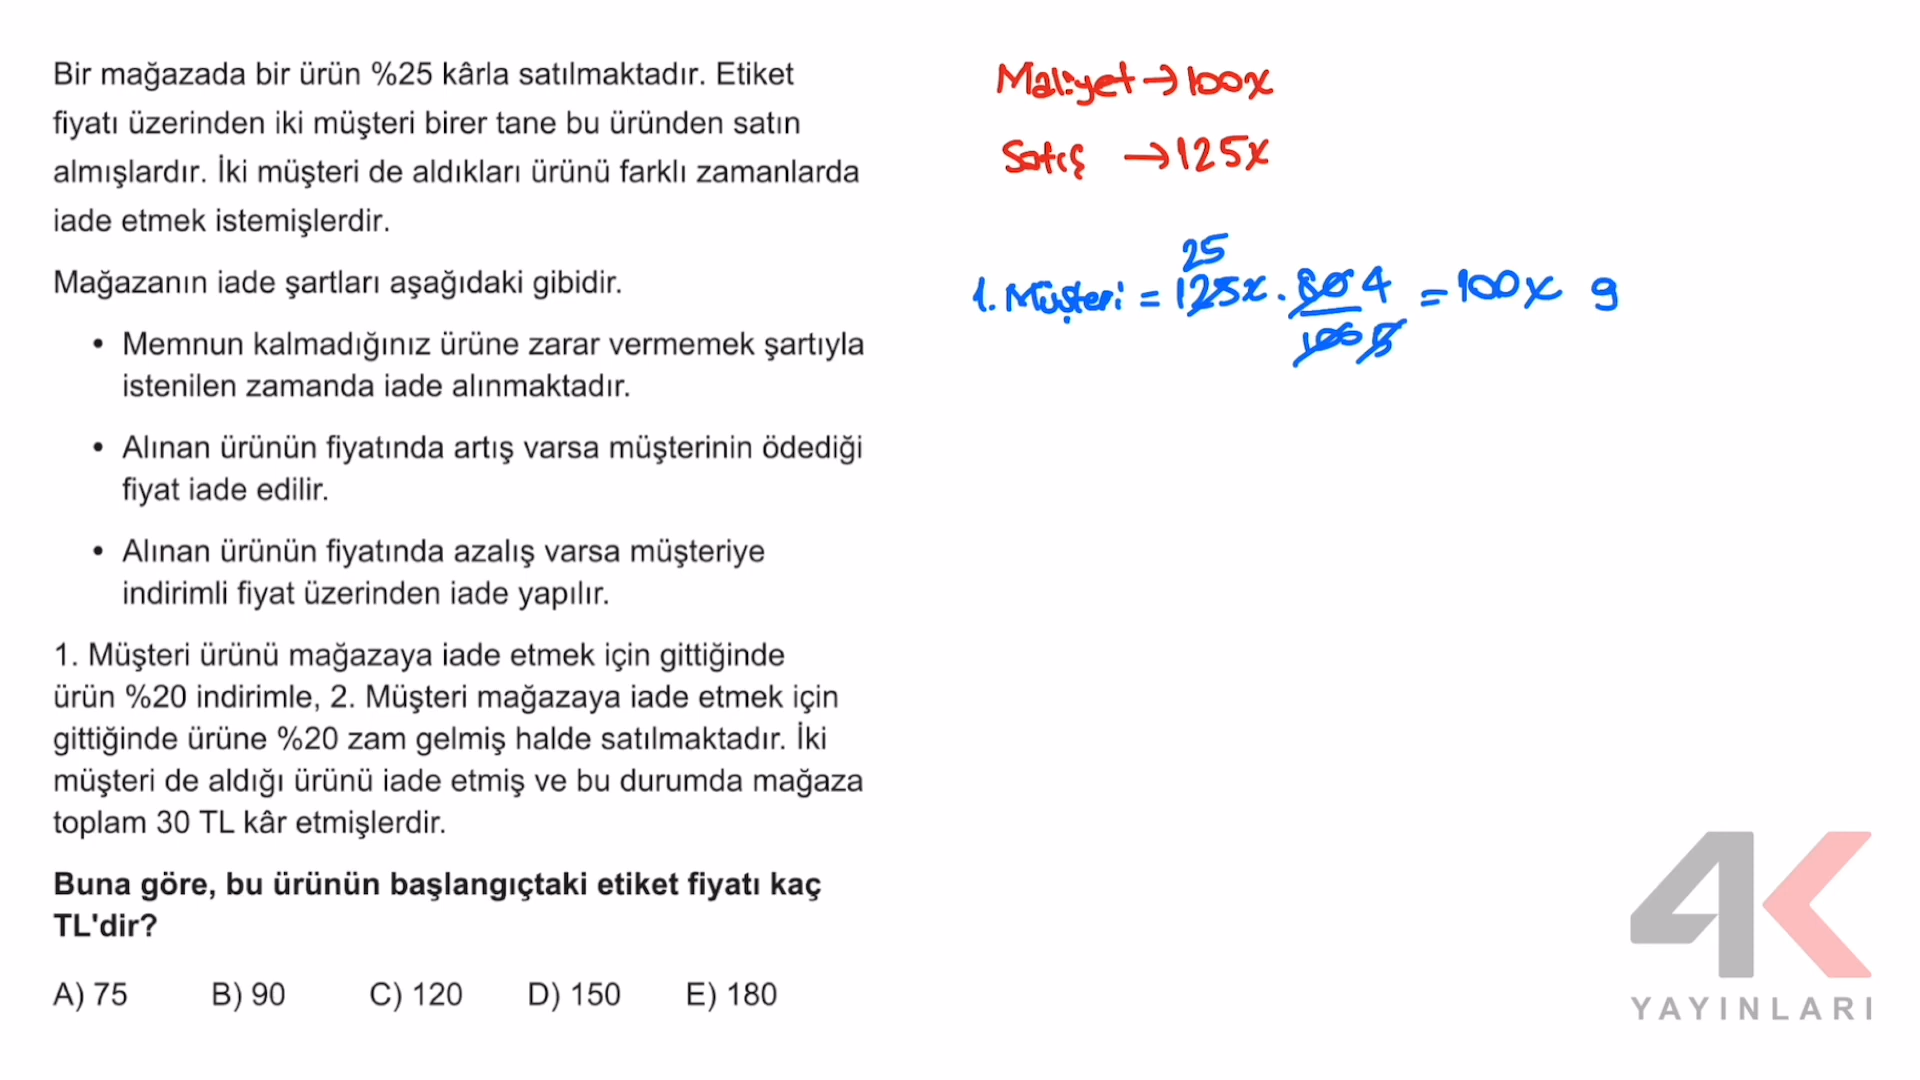 Bir mağazada bir ürün %25 kârla satılmaktadır. Etiket
fiyatı üzerinden iki müşteri birer tane bu üründen satın
almışlardır. İki müşteri de aldıkları ürünü farklı zamanlarda
iade etmek istemişlerdir.
Mağazanın iade şartları aşağıdaki gibidir.
• Memnun kalmadığınız ürüne zarar vermemek şartıyla
istenilen zamanda iade alınmaktadır.
• Alınan ürünün fiyatında artış varsa müşterinin ödediği
fiyat iade edilir.
• Alınan ürünün fiyatında azalış varsa müşteriye
indirimli fiyat üzerinden iade yapılır.
1. Müşteri ürünü mağazaya iade etmek için gittiğinde
ürün %20 indirimle, 2. Müşteri mağazaya iade etmek için
gittiğinde ürüne %20 zam gelmiş halde satılmaktadır. İki
müşteri de aldığı ürünü iade etmiş ve bu durumda mağaza
toplam 30 TL kâr etmişlerdir.
Buna göre, bu ürünün başlangıçtaki etiket fiyatı kaç
TL'dir?
A) 75 B) 90 C) 120 D) 150 E) 180
Maliyet → 100x
Satış → 125x
25
1. Müşteri = 125x . 80 4 = 100x g
100 5
4K
YAYINLARI